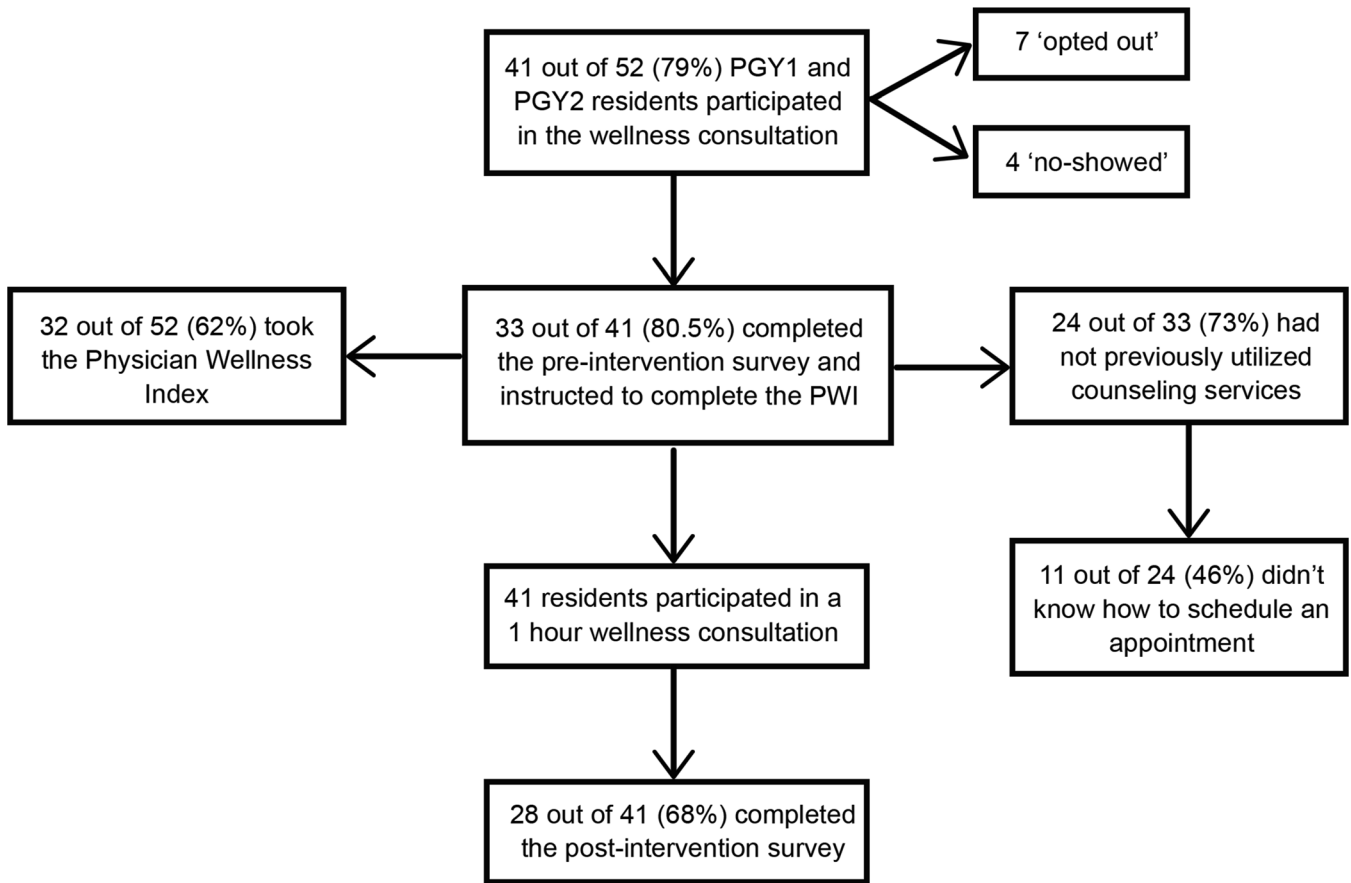 41 out of 52 (79%) PGY1 and
PGY2 residents participated
in the wellness consultation
7 ‘opted out’
4 ‘no-showed’
32 out of 52 (62%) took
the Physician Wellness
Index
33 out of 41 (80.5%) completed
the pre-intervention survey and
instructed to complete the PWI
24 out of 33 (73%) had
not previously utilized
counseling services
41 residents participated in a
1 hour wellness consultation
11 out of 24 (46%) didn’t
know how to schedule an
appointment
28 out of 41 (68%) completed
the post-intervention survey